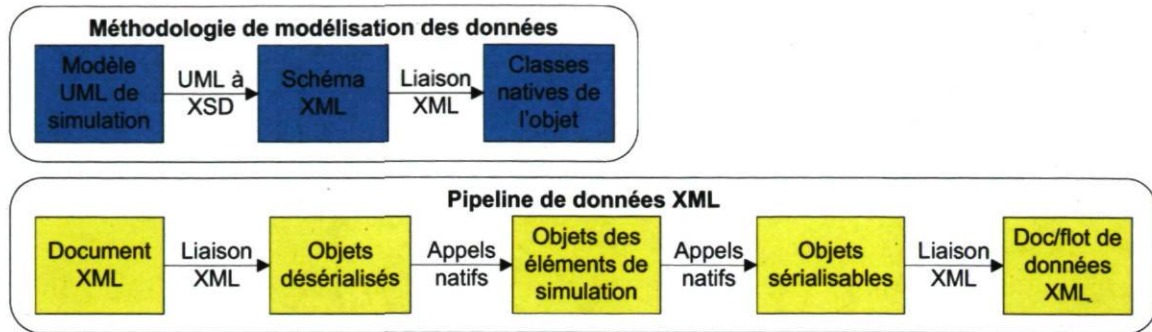 Méthodologie de modélisation des données
Modèle
UML de
simulation
UML à
XSD
Schéma
XML
Liaison
XML
Classes
natives de
l'objet
Pipeline de données XML
Document
XML
Liaison
XML
Objets
désérialisés
Appels
natifs
Objets des
éléments de
simulation
Appels
natifs
Objets
sérialisables
Liaison
XML
Doc/flot de
données
XML